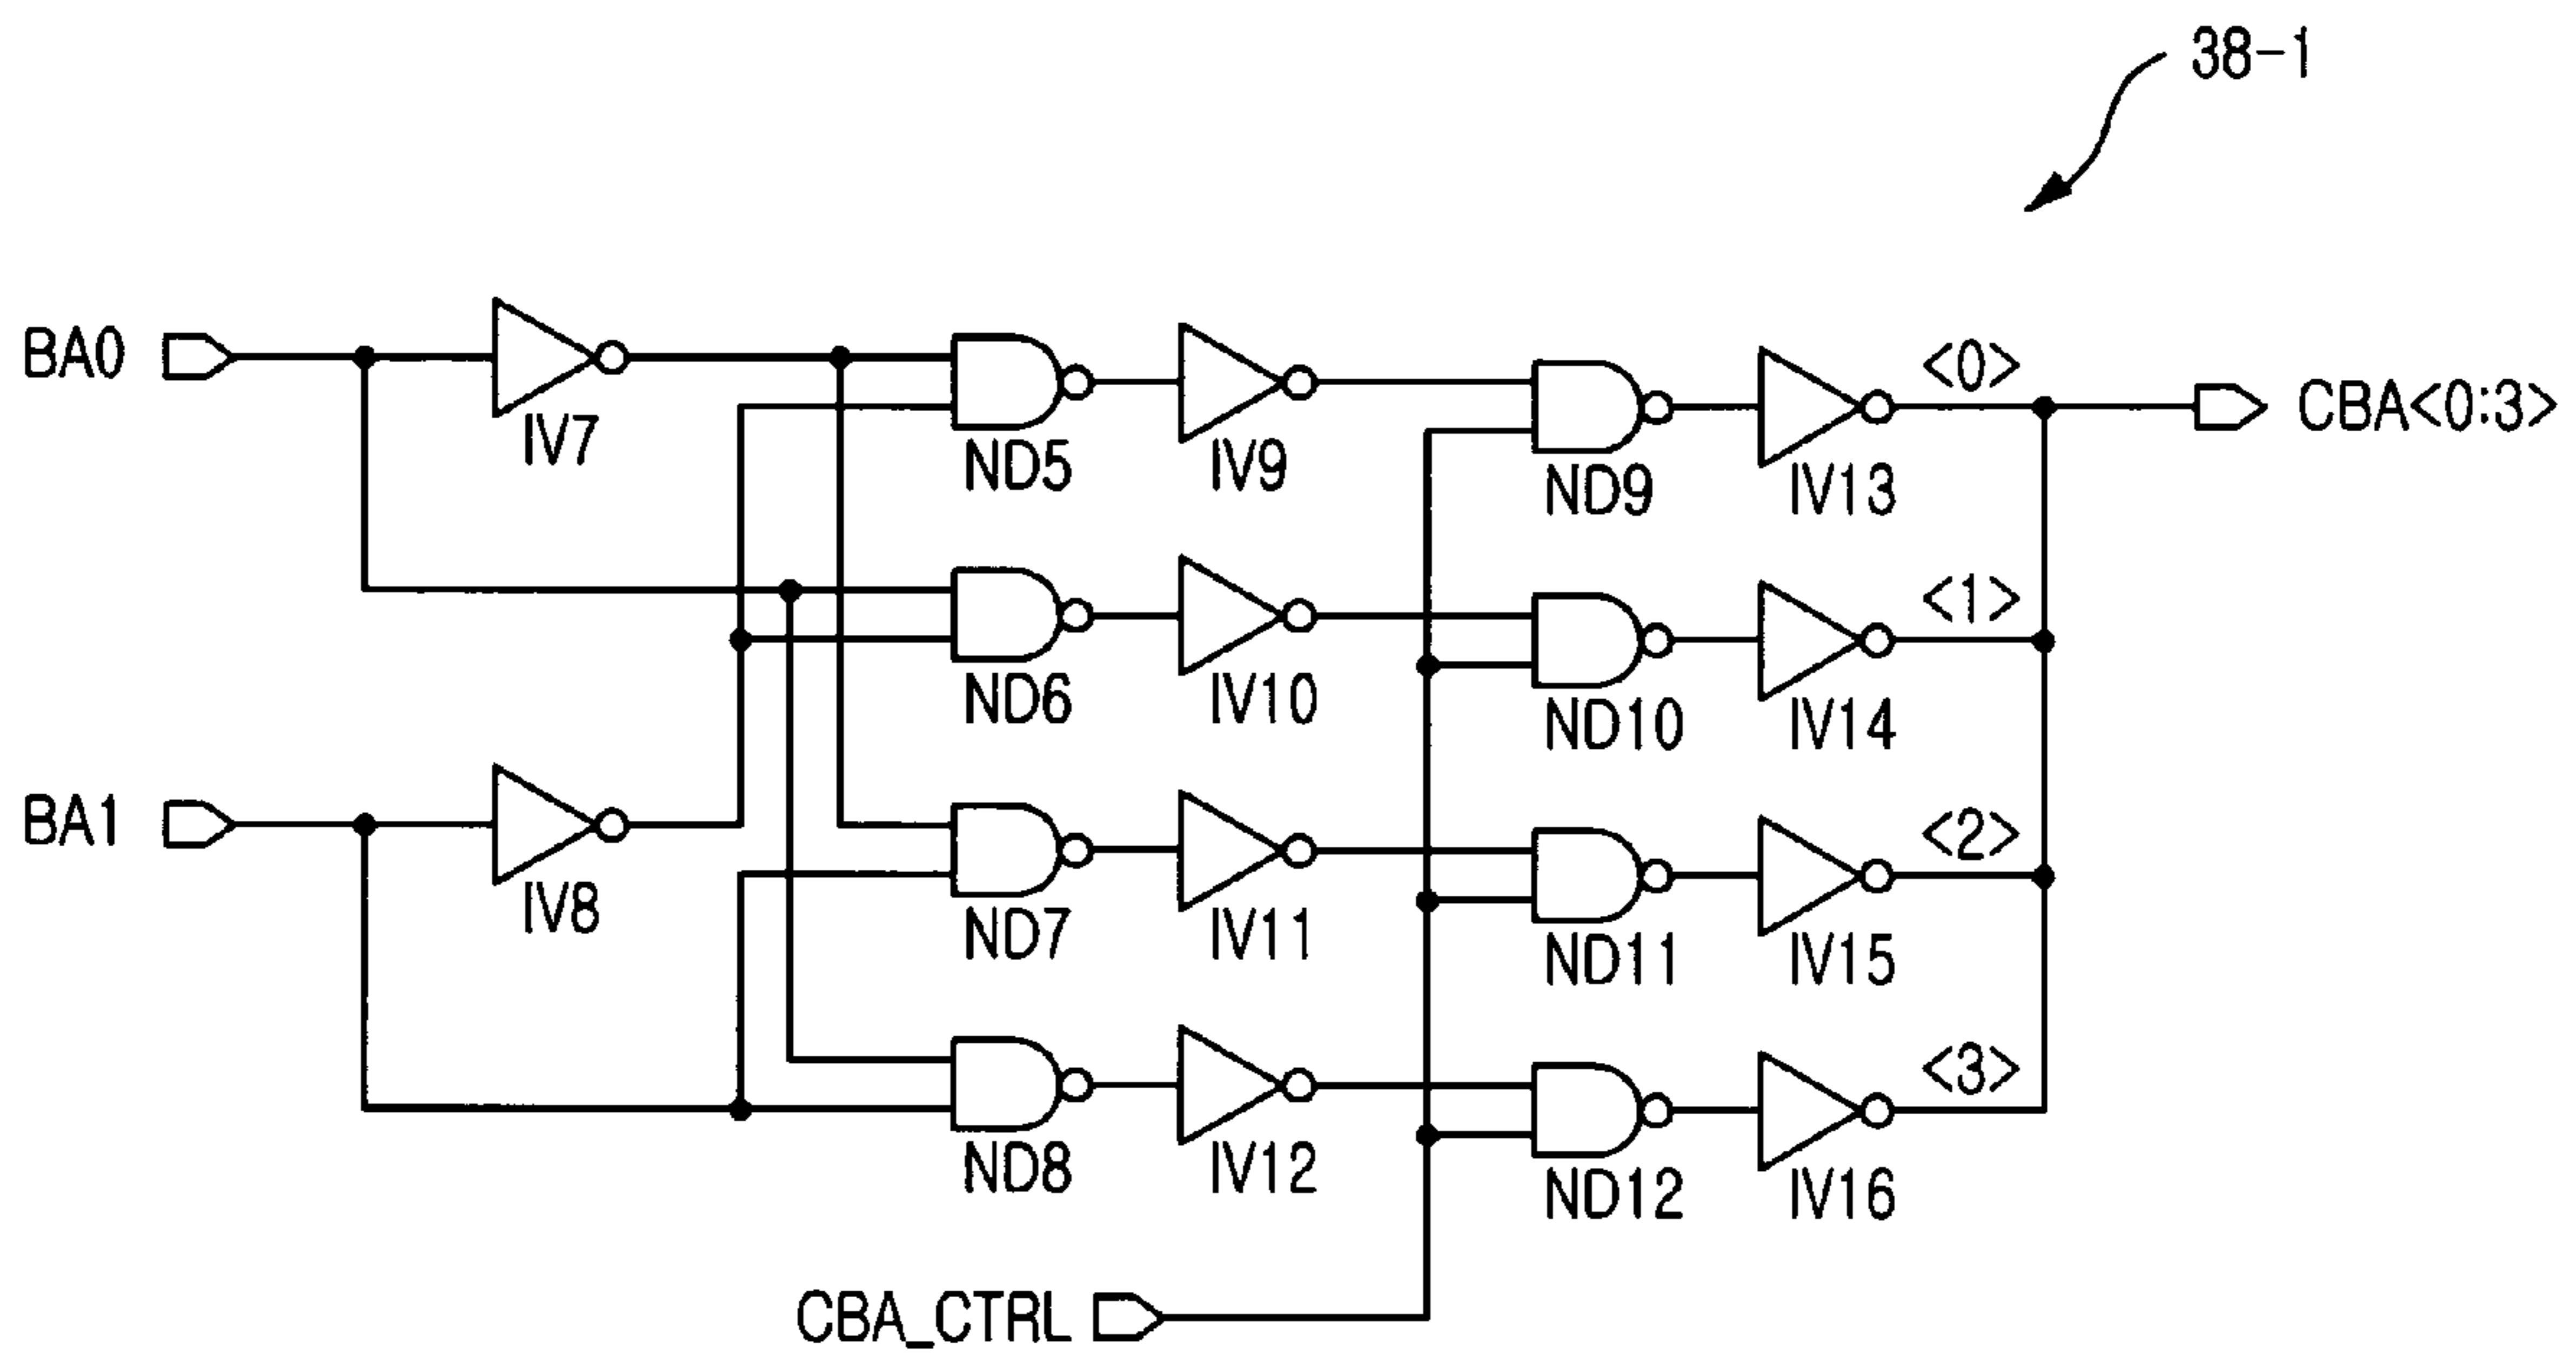 38-1
BA0
IV7
ND5
IV9
ND9
IV13
<0>
CBA<0:3>
ND6
IV10
ND10
IV14
<1>
BA1
IV8
ND7
IV11
ND11
IV15
<2>
ND8
IV12
ND12
IV16
<3>
CBA_CTRL